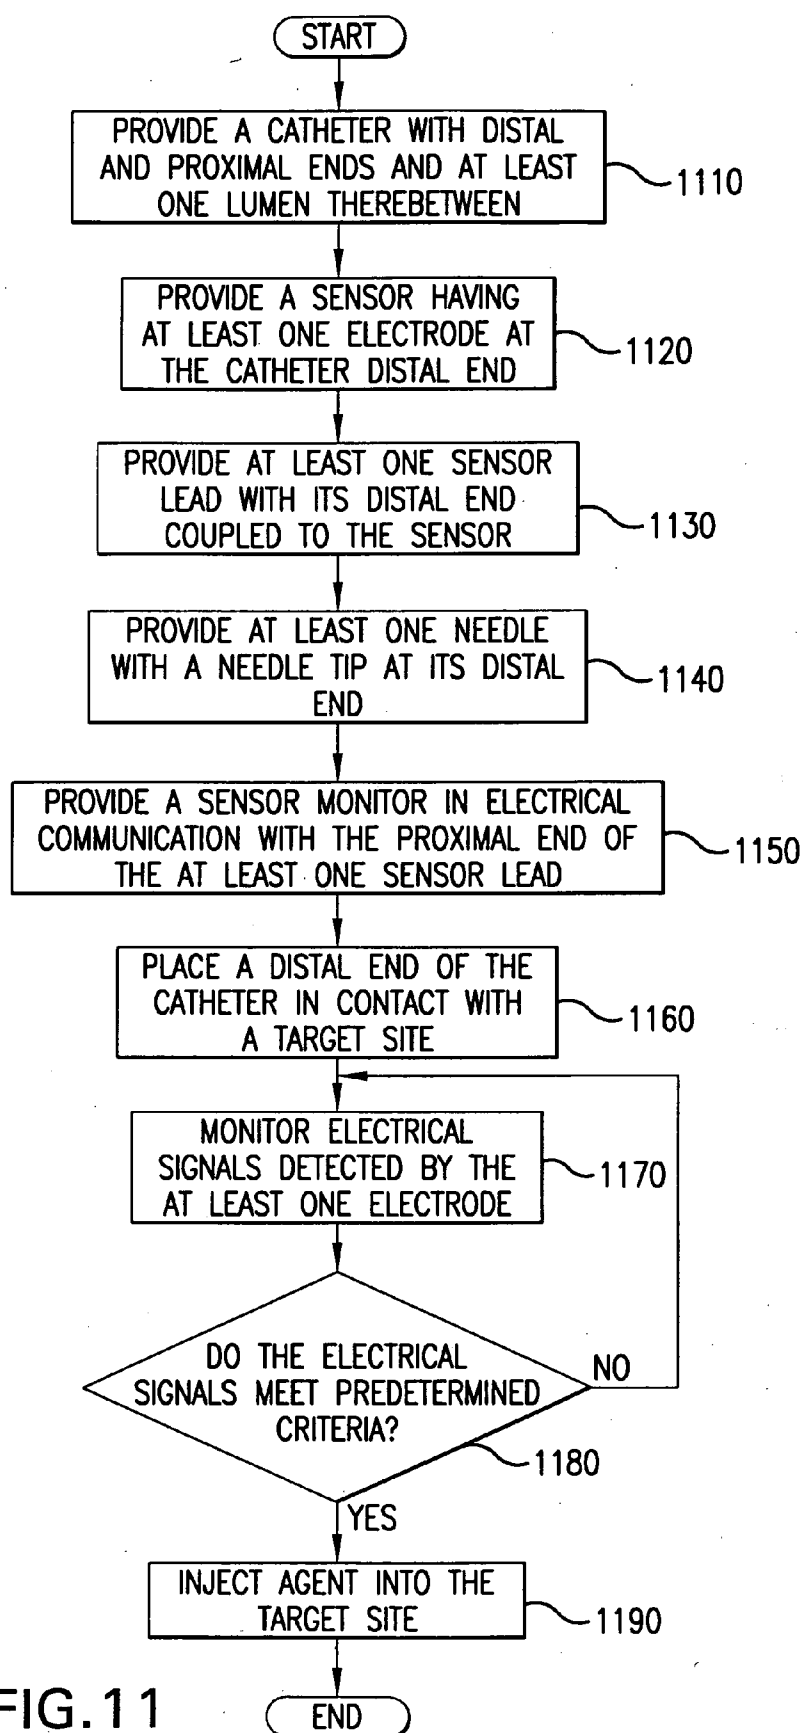 START
PROVIDE A CATHETER WITH DISTAL
AND PROXIMAL ENDS AND AT LEAST
ONE LUMEN THEREBETWEEN
1110
PROVIDE A SENSOR HAVING
AT LEAST ONE ELECTRODE AT
THE CATHETER DISTAL END
1120
PROVIDE AT LEAST ONE SENSOR
LEAD WITH ITS DISTAL END
COUPLED TO THE SENSOR
1130
PROVIDE AT LEAST ONE NEEDLE
WITH A NEEDLE TIP AT ITS DISTAL
END
1140
PROVIDE A SENSOR MONITOR IN ELECTRICAL
COMMUNICATION WITH THE PROXIMAL END OF
THE AT LEAST ONE SENSOR LEAD
1150
PLACE A DISTAL END OF THE
CATHETER IN CONTACT WITH
A TARGET SITE
1160
MONITOR ELECTRICAL
SIGNALS DETECTED BY THE
AT LEAST ONE ELECTRODE
1170
DO THE ELECTRICAL
SIGNALS MEET PREDETERMINED
CRITERIA?
NO
1180
YES
INJECT AGENT INTO THE
TARGET SITE
1190
FIG.11
END